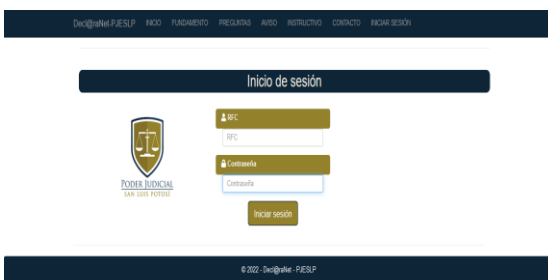 Decl@raNet-PJESLP INICIO FUNDAMENTO PREGUNTAS AVISO INSTRUCTIVO CONTACTO INICIAR SESIÓN
Inicio de sesión
RFC
RFC
Contraseña
Contraseña
Iniciar sesión
PODER JUDICIAL
SAN LUIS POTOSÍ
© 2022 - Decl@raNet - PJESLP